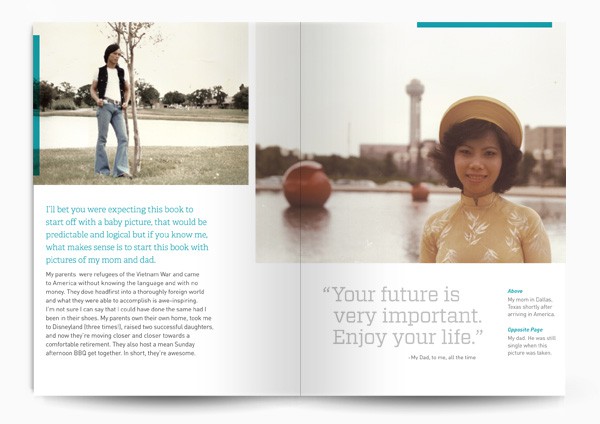 I'll bet you were expecting this book to
start off with a baby picture, that would be
predictable and logical but if you know me,
what makes sense is to start this book with
pictures of my mom and dad.
My parents were refugees of the Vietnam War and came
to America without knowing the language and with no
money. They dove headfirst into a thoroughly foreign world
and what they were able to accomplish is awe-inspiring.
I'm not sure I can say that I could have done the same had I
been in their shoes. My parents own their own home, took me
to Disneyland (three times!), raised two successful daughters,
and now they're moving closer and closer towards a
comfortable retirement. They also host a mean Sunday
afternoon BBQ get together. In short, they're awesome.
“Your future is
very important.
Enjoy your life.”
- My Dad, to me, all the time
Above
My mom in Dallas,
Texas shortly after
arriving in America.
Opposite Page
My dad. He was still
single when this
picture was taken.